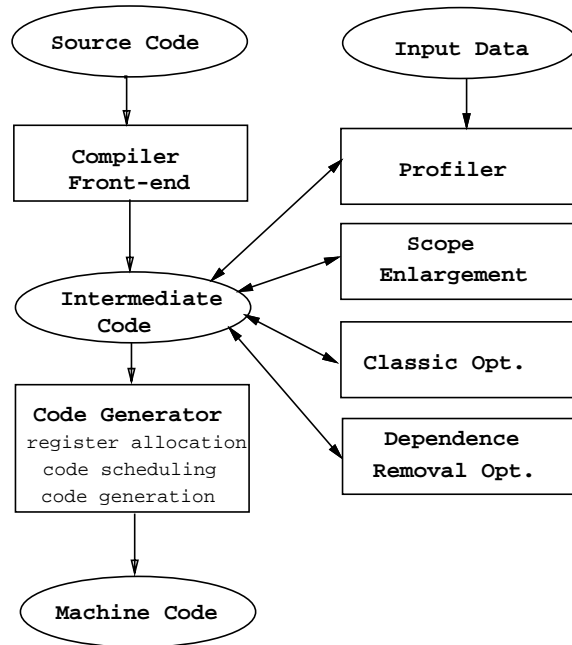 Source Code
Input Data
Compiler
Front-end
Profiler
Scope
Enlargement
Intermediate
Code
Classic Opt.
Code Generator
register allocation
code scheduling
code generation
Dependence
Removal Opt.
Machine Code